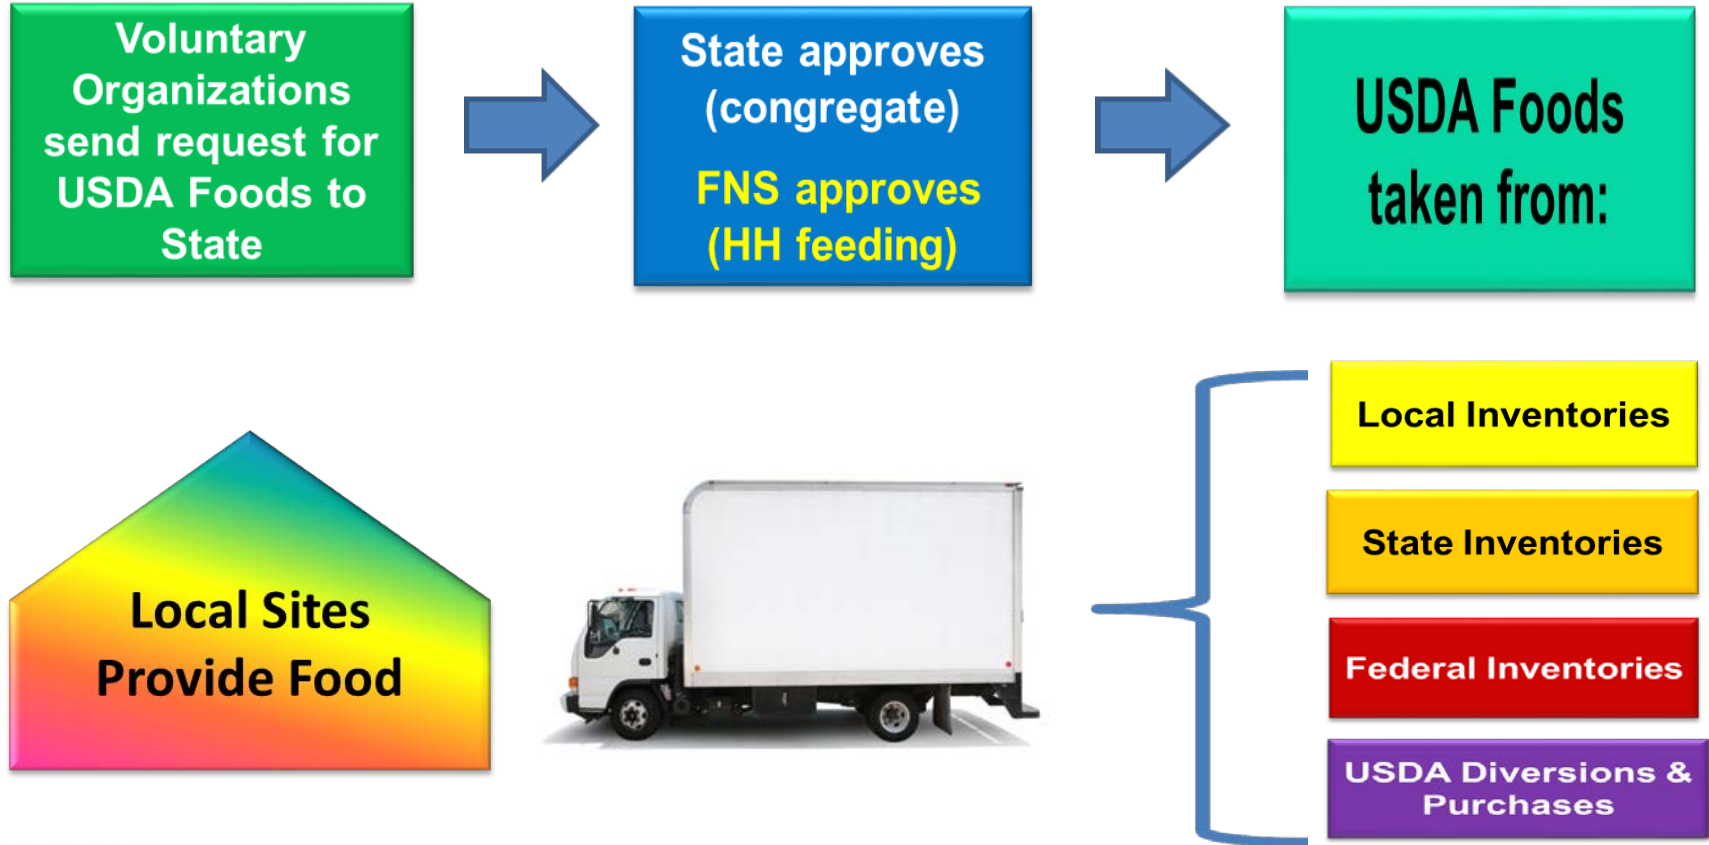 Voluntary
Organizations
send request for
USDA Foods to
State
State approves
(congregate)
FNS approves
(HH feeding)
USDA Foods
taken from:
Local Inventories
State Inventories
Federal Inventories
USDA Diversions &
Purchases
Local Sites
Provide Food